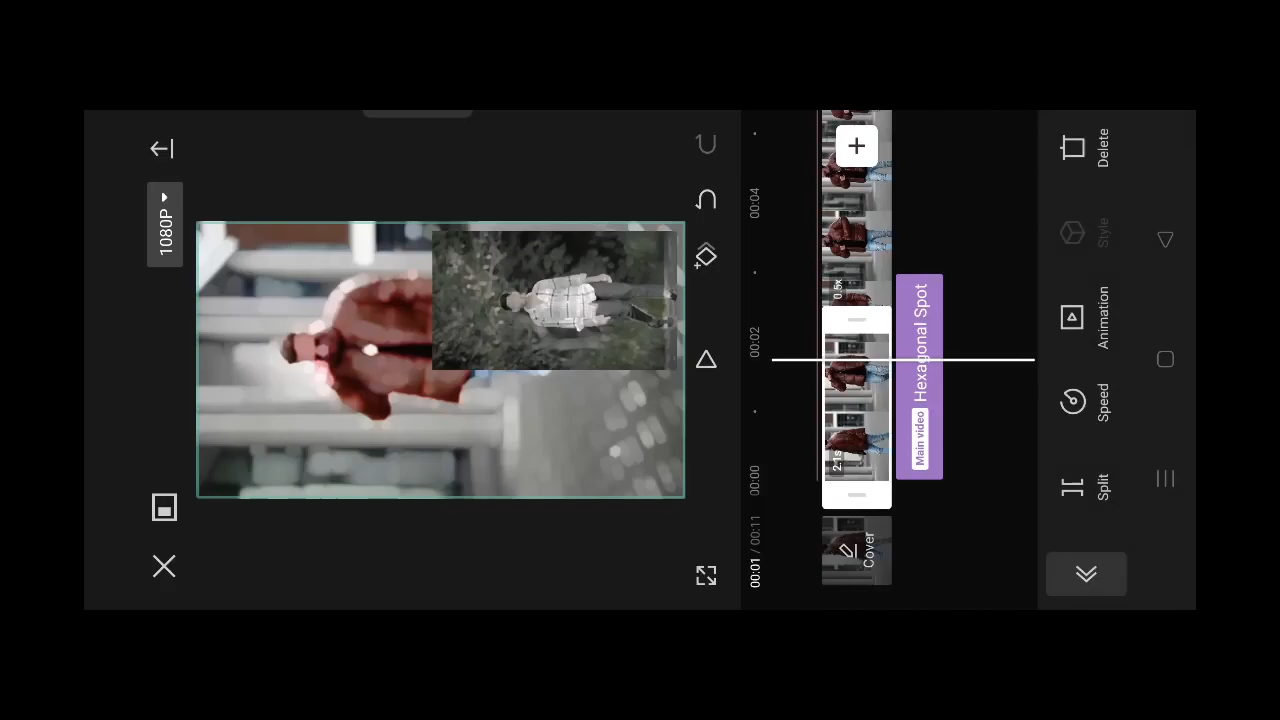 1080P
00:01 / 00:11
00:00
00:02
00:04
Cover
2.1s
0.5x
Main video
Hexagonal Spot
Split
Speed
Animation
Style
Delete